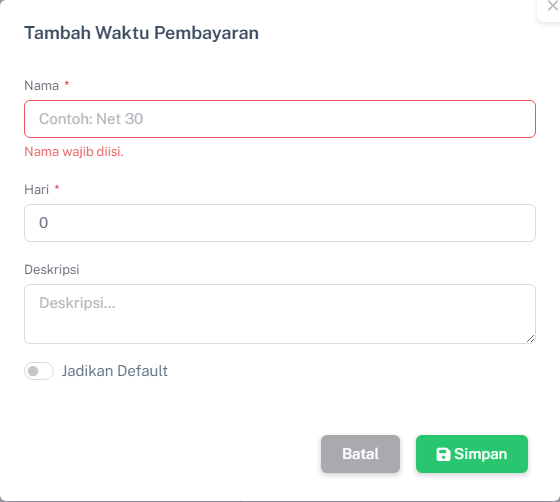 Tambah Waktu Pembayaran
Nama *
Contoh: Net 30
Nama wajib diisi.
Hari *
0
Deskripsi
Deskripsi...
Jadikan Default
Batal
Simpan